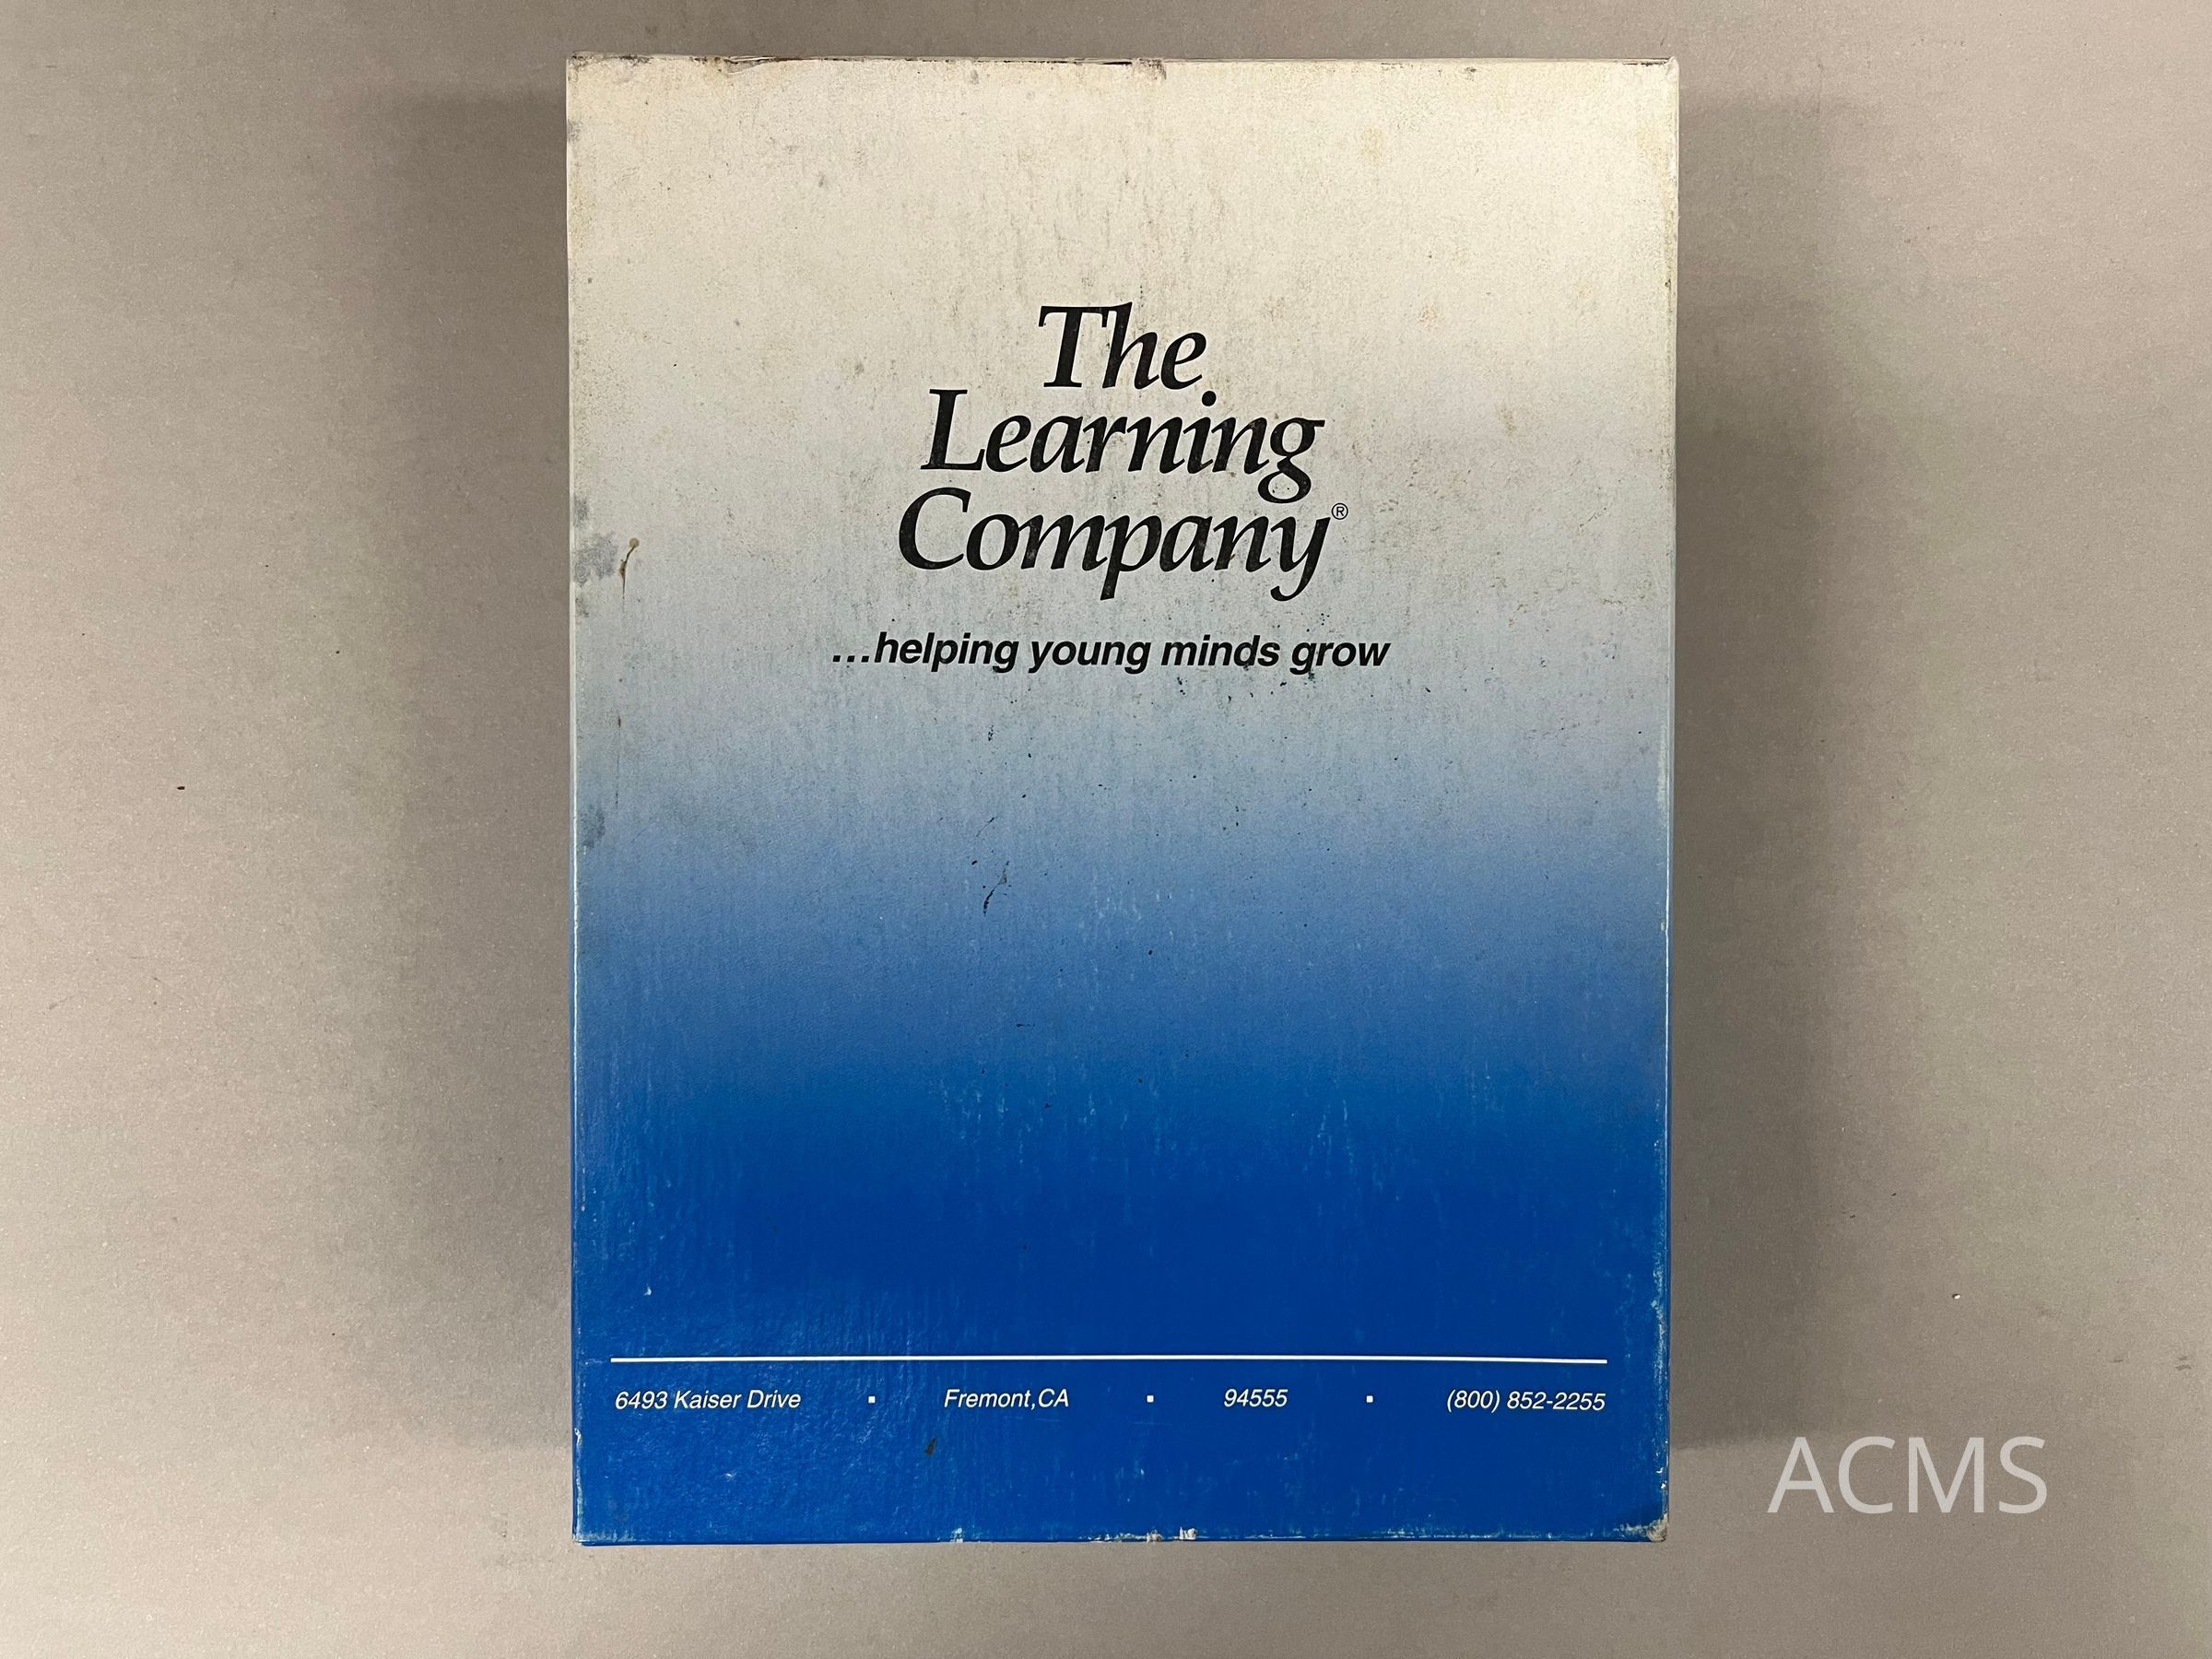 The
Learning
Company®
...helping young minds grow
6493 Kaiser Drive ▪ Fremont,CA ▪ 94555 ▪ (800) 852-2255
ACMS